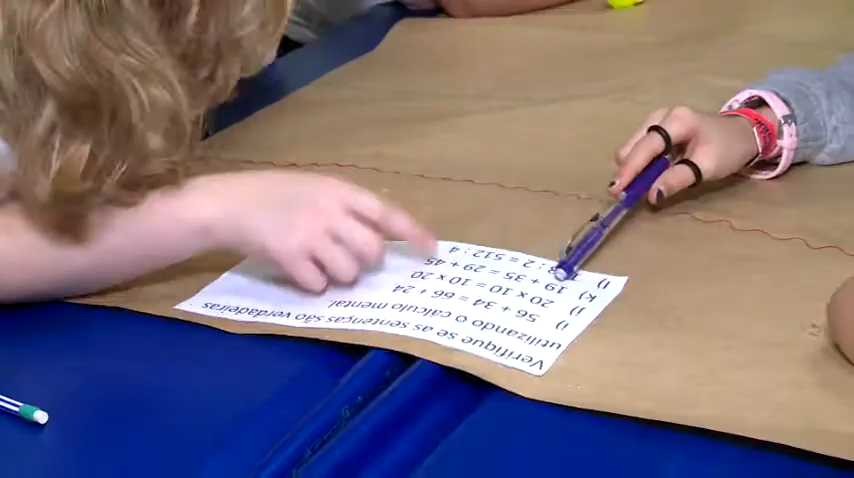 Verifique se as sentenças são verdadeiras
utilizando o cálculo mental.
i) 56 + 34 = 66 + 24
J) 20 x 10 = 10 x 20
K) 19 + 35 = 29 + 45
: 2 = 512 : 4